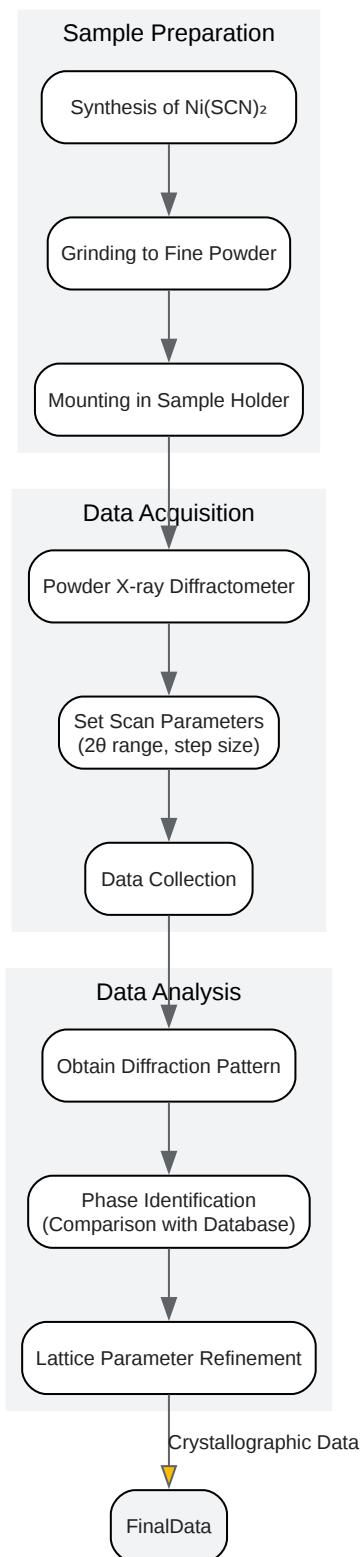 Sample Preparation
Synthesis of Ni(SCN)₂
Grinding to Fine Powder
Mounting in Sample Holder
Data Acquisition
Powder X-ray Diffractometer
Set Scan Parameters
(2θ range, step size)
Data Collection
Data Analysis
Obtain Diffraction Pattern
Phase Identification
(Comparison with Database)
Lattice Parameter Refinement
Crystallographic Data
FinalData